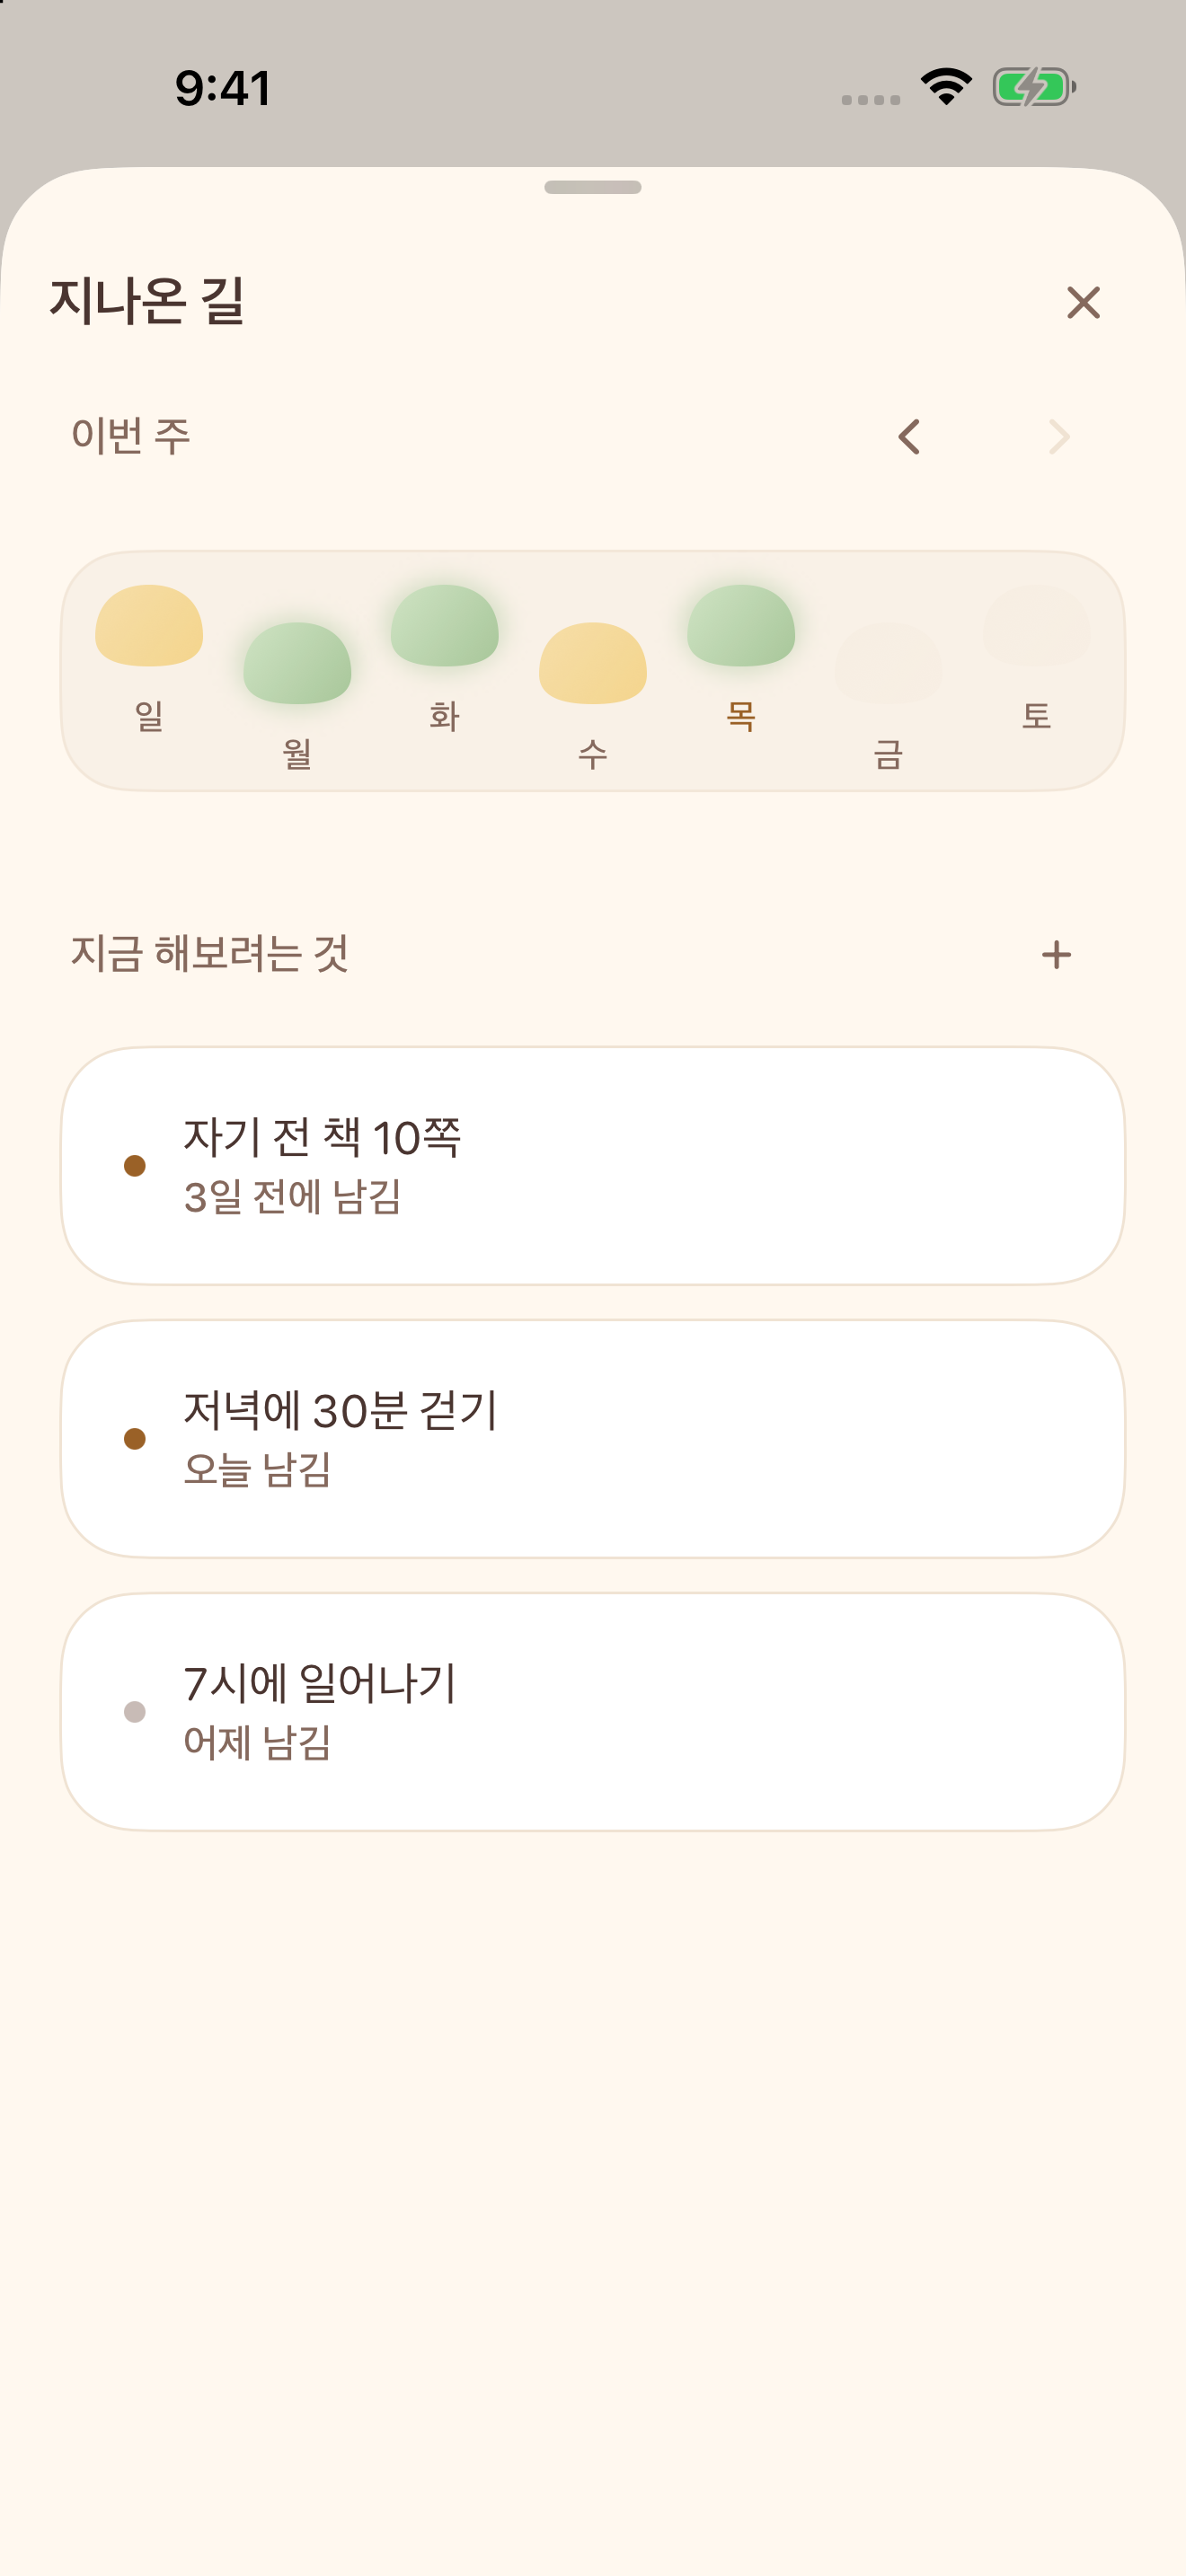 9:41
지나온 길
이번 주
일 월 화 수 목 금 토
지금 해보려는 것
자기 전 책 10쪽
3일 전에 남김
저녁에 30분 걷기
오늘 남김
7시에 일어나기
어제 남김